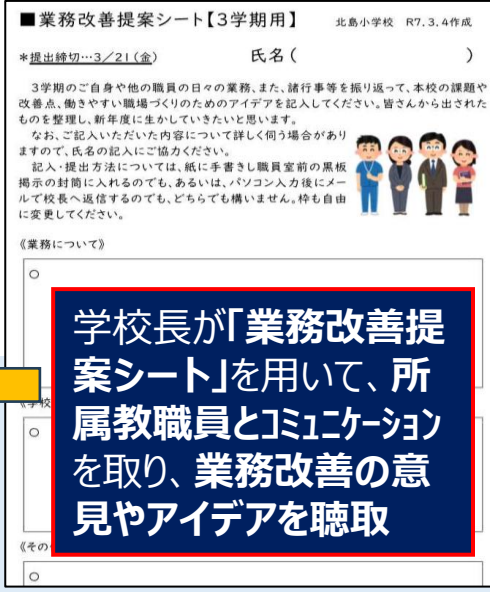 ■業務改善提案シート【3学期用】 北島小学校 R7.3.4作成
*提出締切…3/21(金) 氏名( )
3学期のご自身や他の職員の日々の業務、また、諸行事等を振り返って、本校の課題や
改善点、働きやすい職場づくりのためのアイデアを記入してください。皆さんから出された
ものを整理し、新年度に生かしていきたいと思います。
なお、ご記入いただいた内容について詳しく伺う場合があり
ますので、氏名の記入にご協力ください。
記入・提出方法については、紙に手書きし職員室前の黒板
掲示の封筒に入れるのでも、あるいは、パソコン入力後にメー
ルで校長へ返信するのでも、どちらでも構いません。枠も自由
に変更してください。
《業務について》
○
学校長が「業務改善提
案シート」を用いて、所
属教職員とコミュニケーション
を取り、業務改善の意
見やアイデアを聴取
《学校
○
《その
○